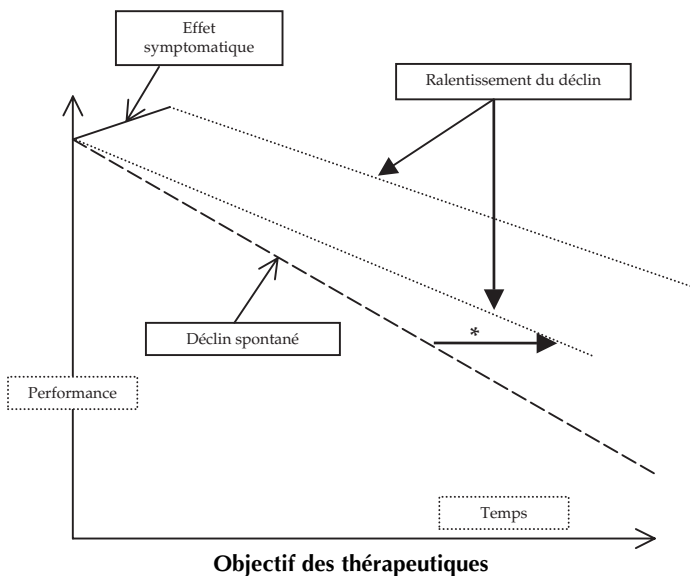 Effet
symptomatique
Ralentissement du déclin
*
Déclin spontané
Performance
Temps
Objectif des thérapeutiques